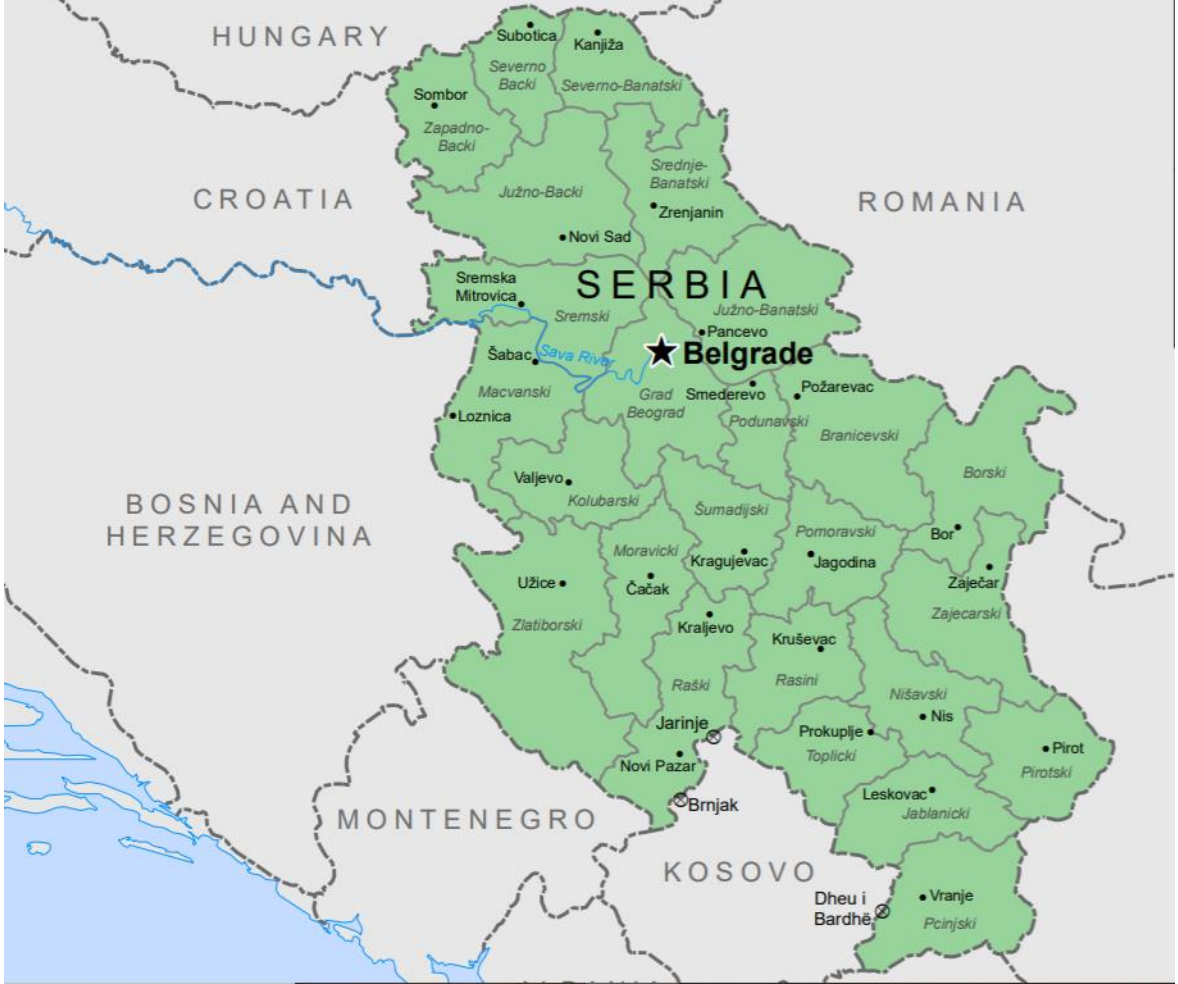 HUNGARY
Subotica
Kanjiža
Severno
Backi
Severno-Banatski
Sombor
Zapadno-
Backi
Srednje-
Banatski
CROATIA
Južno-Backi
ROMANIA
Zrenjanin
Novi Sad
Sremska
Mitrovica
SERBIA
Sremski
Južno-Banatski
Pancevo
Šabac
Sava River
Belgrade
Macvanski
Grad
Beograd
Smederevo
Požarevac
Loznica
Podunavski
Branicevski
Valjevo
Kolubarski
Borski
BOSNIA AND
HERZEGOVINA
Šumadijski
Pomoravski
Bor
Moravicki
Kragujevac
Jagodina
Užice
Čačak
Zaječar
Zlatiborski
Kraljevo
Kruševac
Zajecarski
Raški
Rasini
Nišavski
Jarinje
Prokuplje
Nis
Novi Pazar
Toplicki
Pirot
Pirotski
Leskovac
Brnjak
Jablanicki
MONTENEGRO
KOSOVO
Dheu i
Bardhë
Vranje
Pcinjski